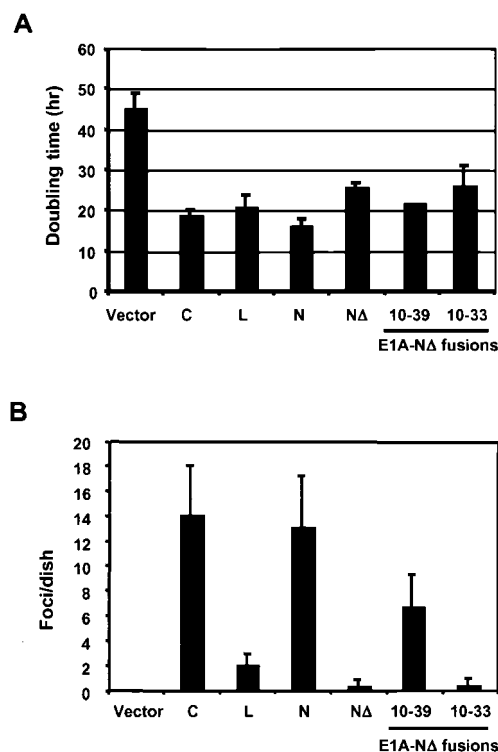 A
Doubling time (hr)
60
50
40
30
20
10
0
Vector C L N NΔ 10-39 10-33
E1A-NΔ fusions
B
Foci/dish
20
18
16
14
12
10
8
6
4
2
0
Vector C L N NΔ 10-39 10-33
E1A-NΔ fusions